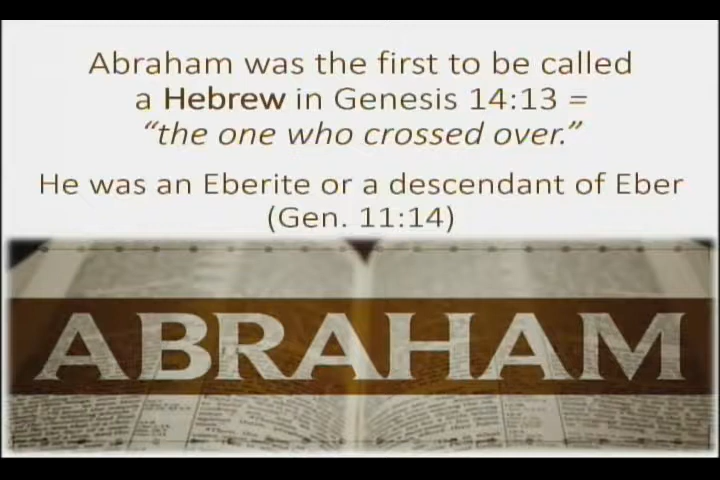 Abraham was the first to be called
a Hebrew in Genesis 14:13 =
“the one who crossed over.”
He was an Eberite or a descendant of Eber
(Gen. 11:14)
ABRAHAM